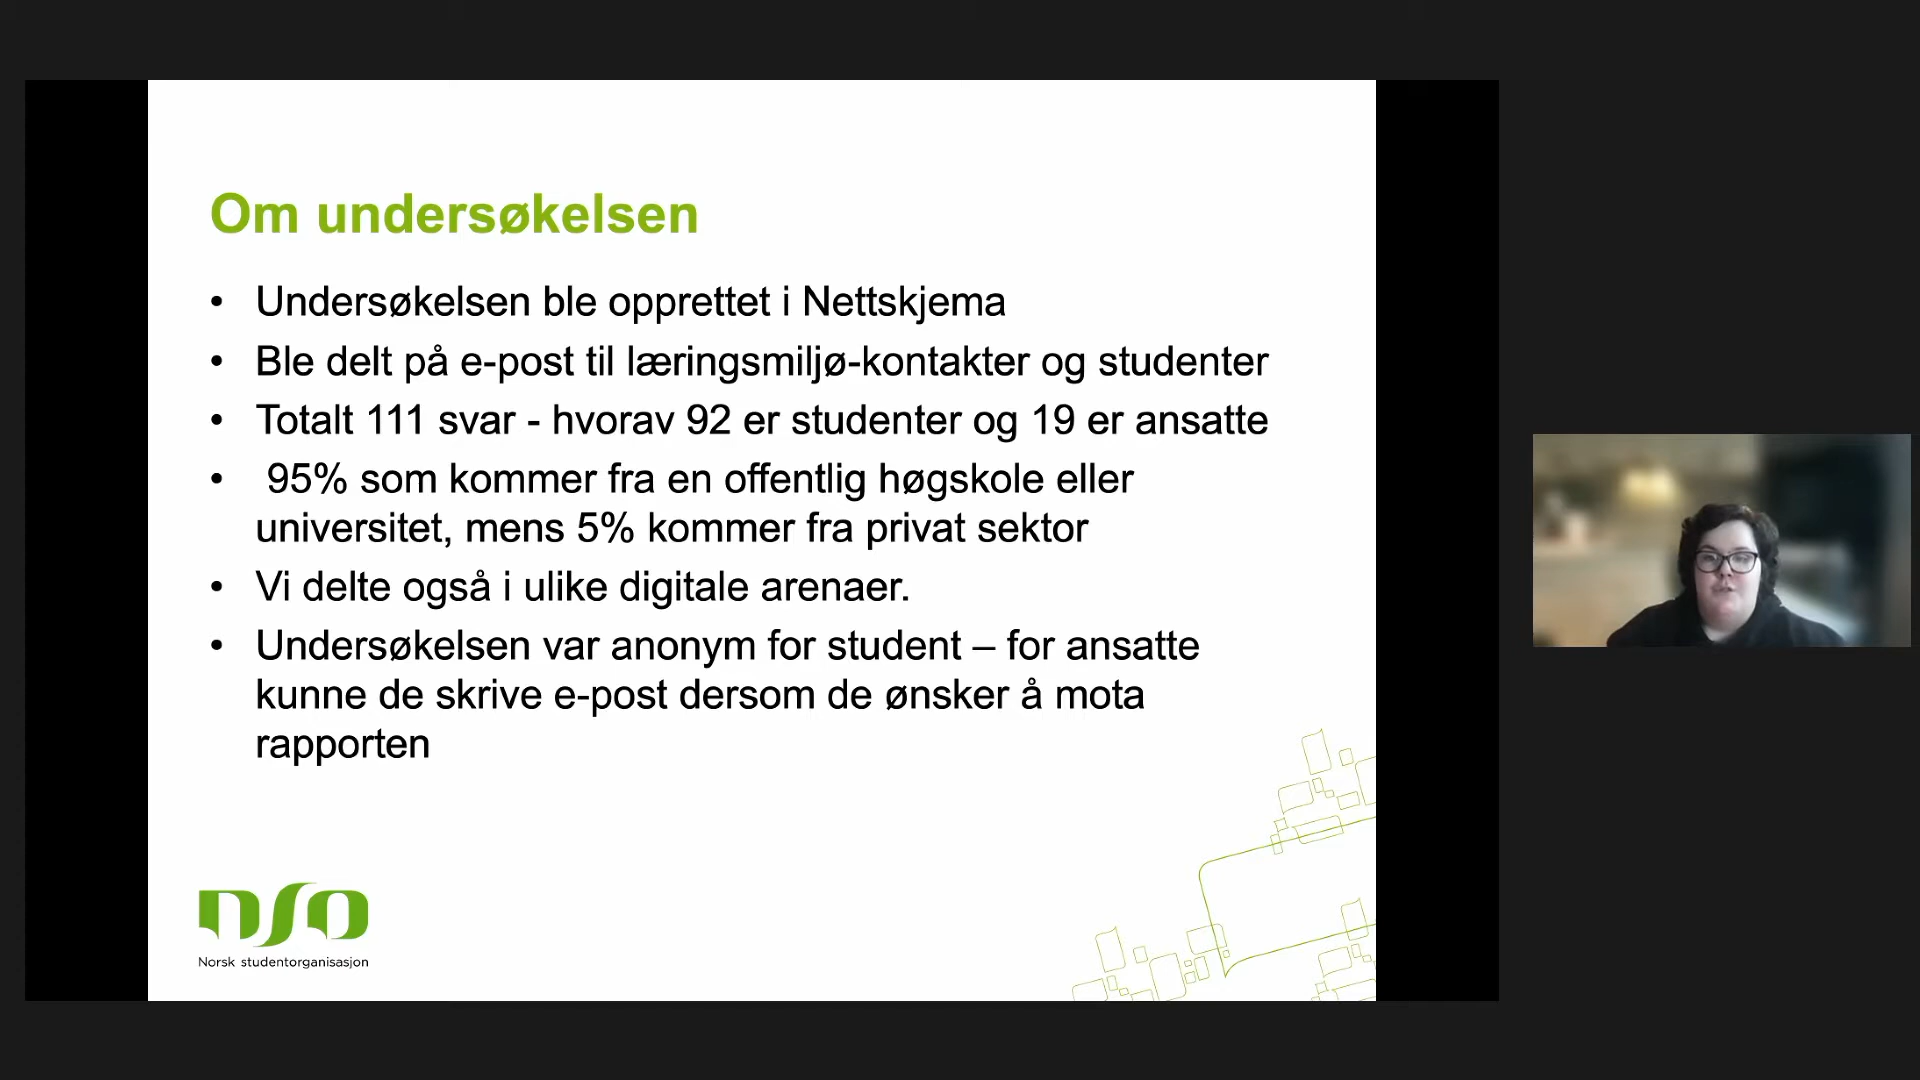 Om undersøkelsen
• Undersøkelsen ble opprettet i Nettskjema
• Ble delt på e-post til læringsmiljø-kontakter og studenter
• Totalt 111 svar - hvorav 92 er studenter og 19 er ansatte
• 95% som kommer fra en offentlig høgskole eller
universitet, mens 5% kommer fra privat sektor
• Vi delte også i ulike digitale arenaer.
• Undersøkelsen var anonym for student – for ansatte
kunne de skrive e-post dersom de ønsker å mota
rapporten
nso
Norsk studentorganisasjon